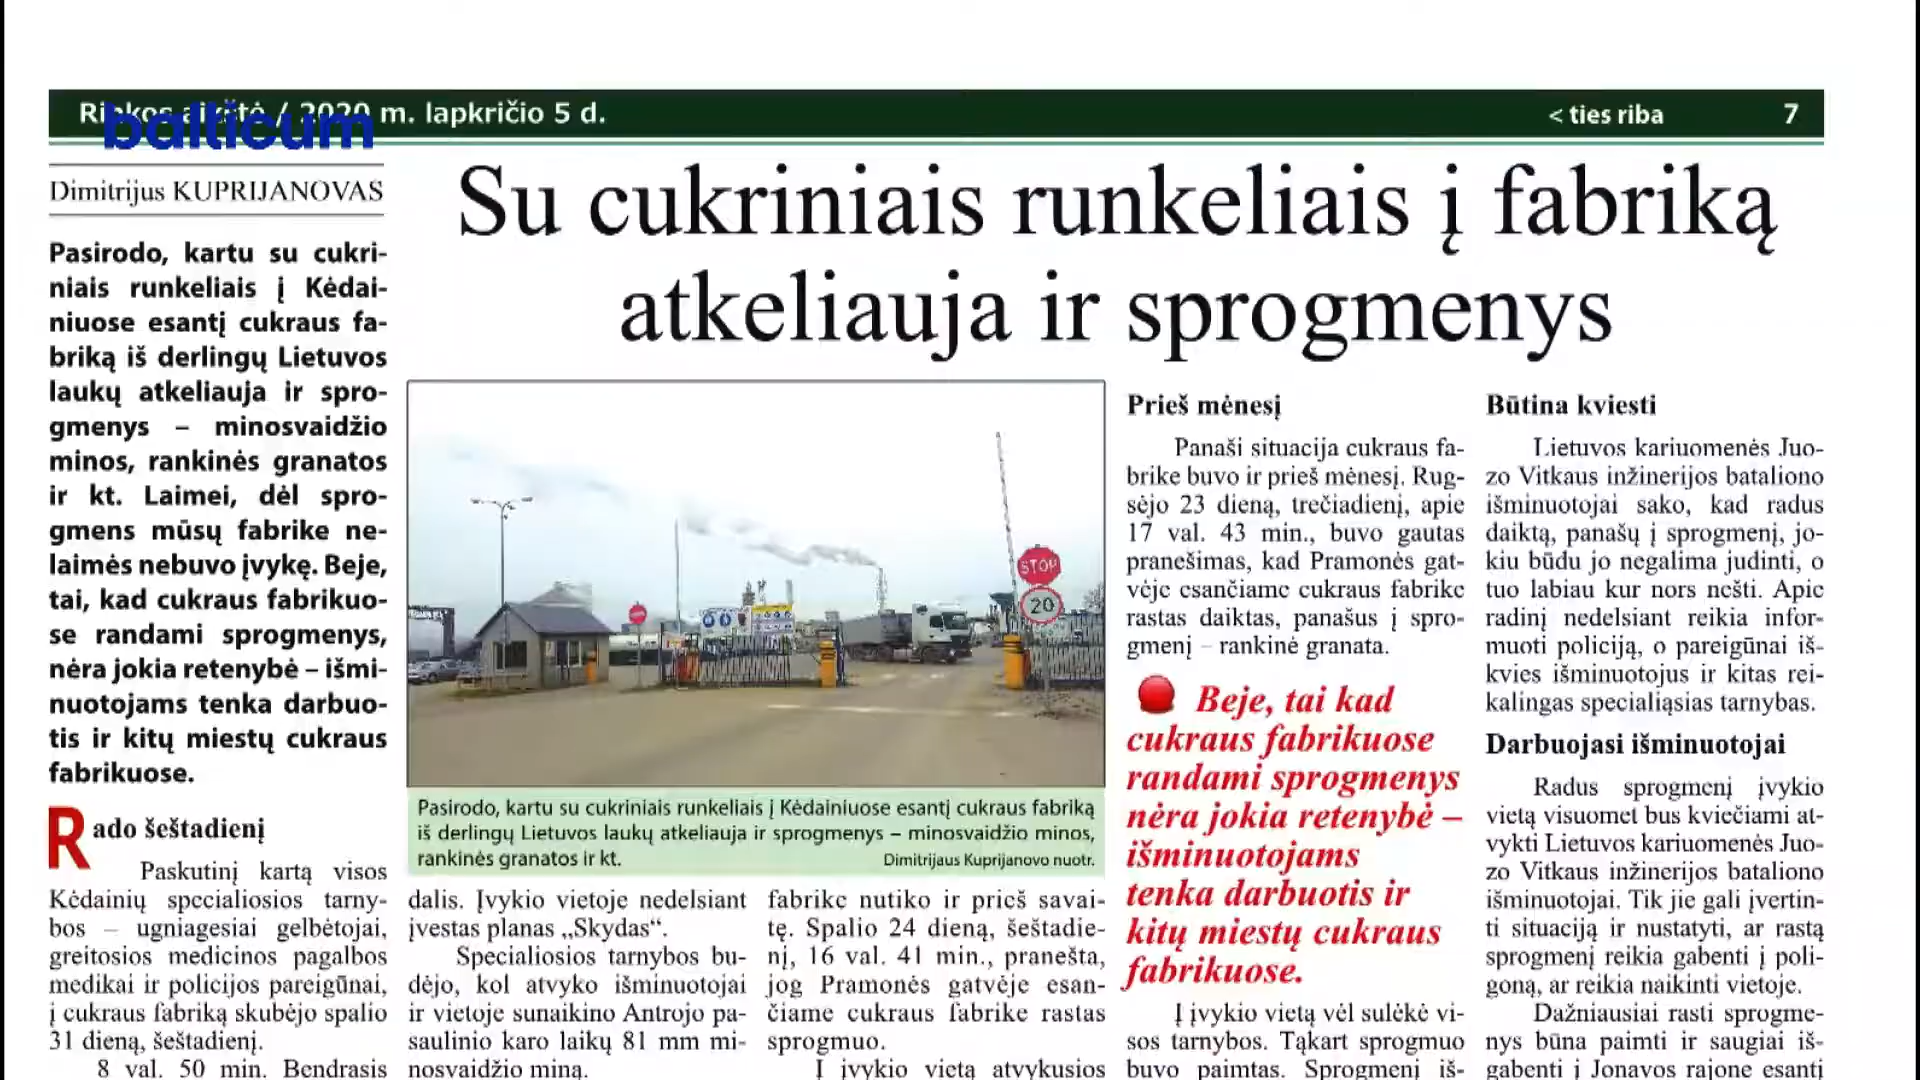 Rinkos aikštė / 2020 m. lapkričio 5 d.
< ties riba
7
balticum
Dimitrijus KUPRIJANOVAS
Su cukriniais runkeliais į fabriką
atkeliauja ir sprogmenys
Pasirodo, kartu su cukri-
niais runkeliais į Kėdai-
niuose esantį cukraus fa-
briką iš derlingų Lietuvos
laukų atkeliauja ir spro-
gmenys – minosvaidžio
minos, rankinės granatos
ir kt. Laimei, dėl spro-
gmens mūsų fabrike ne-
laimės nebuvo įvykę. Beje,
tai, kad cukraus fabrikuo-
se randami sprogmenys,
nėra jokia retenybė – išmi-
nuotojams tenka darbuo-
tis ir kitų miestų cukraus
fabrikuose.
Rado šeštadienį
Paskutinį kartą visos
Kėdainių specialiosios tarny-
bos – ugniagesiai gelbėtojai,
greitosios medicinos pagalbos
medikai ir policijos pareigūnai,
į cukraus fabriką skubėjo spalio
31 dieną, šeštadienį.
8 val. 50 min. Bendrasis
STOP
20
Pasirodo, kartu su cukriniais runkeliais į Kėdainiuose esantį cukraus fabriką
iš derlingų Lietuvos laukų atkeliauja ir sprogmenys – minosvaidžio minos,
rankinės granatos ir kt.
Dimitrijaus Kuprijanovo nuotr.
dalis. Įvykio vietoje nedelsiant
įvestas planas „Skydas“.
Specialiosios tarnybos bu-
dėjo, kol atvyko išminuotojai
ir vietoje sunaikino Antrojo pa-
saulinio karo laikų 81 mm mi-
nosvaidžio miną.
fabrike nutiko ir prieš savai-
tę. Spalio 24 dieną, šeštadie-
nį, 16 val. 41 min., pranešta,
jog Pramonės gatvėje esan-
čiame cukraus fabrike rastas
sprogmuo.
Į įvykio vietą atvykusios
Prieš mėnesį
Panaši situacija cukraus fa-
brike buvo ir prieš mėnesį. Rug-
sėjo 23 dieną, trečiadienį, apie
17 val. 43 min., buvo gautas
pranešimas, kad Pramonės gat-
vėje esančiame cukraus fabrike
rastas daiktas, panašus į spro-
gmenį – rankinė granata.
Beje, tai kad
cukraus fabrikuose
randami sprogmenys
nėra jokia retenybė –
išminuotojams
tenka darbuotis ir
kitų miestų cukraus
fabrikuose.
Į įvykio vietą vėl sulėkė vi-
sos tarnybos. Tąkart sprogmuo
buvo paimtas. Sprogmenį iš-
Būtina kviesti
Lietuvos kariuomenės Juo-
zo Vitkaus inžinerijos bataliono
išminuotojai sako, kad radus
daiktą, panašų į sprogmenį, jo-
kiu būdu jo negalima judinti, o
tuo labiau kur nors nešti. Apie
radinį nedelsiant reikia infor-
muoti policiją, o pareigūnai iš-
kvies išminuotojus ir kitas rei-
kalingas specialiąsias tarnybas.
Darbuojasi išminuotojai
Radus sprogmenį įvykio
vietą visuomet bus kviečiami at-
vykti Lietuvos kariuomenės Juo-
zo Vitkaus inžinerijos bataliono
išminuotojai. Tik jie gali įvertin-
ti situaciją ir nustatyti, ar rastą
sprogmenį reikia gabenti į poli-
goną, ar reikia naikinti vietoje.
Dažniausiai rasti sprogme-
nys būna paimti ir saugiai iš-
gabenti į Jonavos rajone esantį